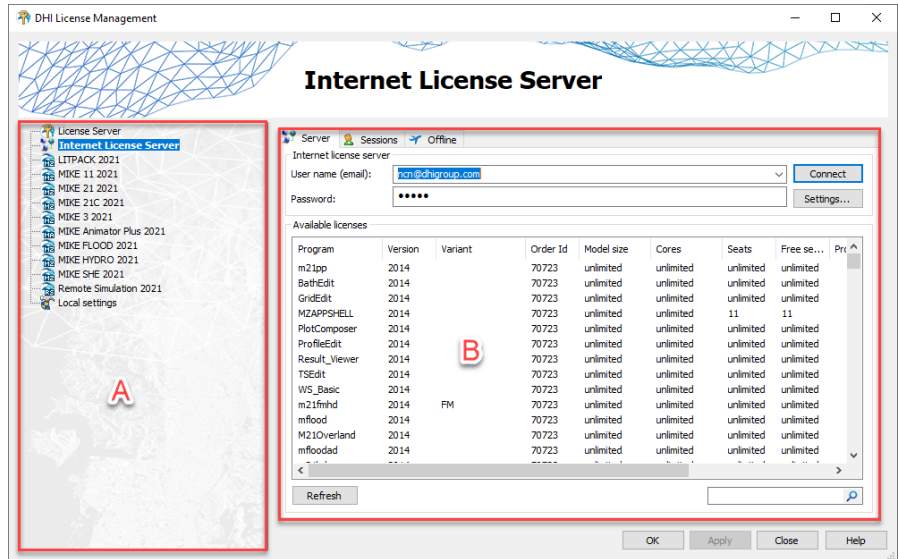 DHI License Management
Internet License Server
License Server
Internet License Server
LITPACK 2021
MIKE 11 2021
MIKE 21 2021
MIKE 21C 2021
MIKE 3 2021
MIKE Animator Plus 2021
MIKE FLOOD 2021
MIKE HYDRO 2021
MIKE SHE 2021
Remote Simulation 2021
Local settings
A
Server Sessions Offline
Internet license server
User name (email): ncn@dhigroup.com Connect
Password: ••••• Settings...
Available licenses
Program Version Variant Order Id Model size Cores Seats Free se...
m21pp 2014 70723 unlimited unlimited unlimited unlimited
BathEdit 2014 70723 unlimited unlimited unlimited unlimited
GridEdit 2014 70723 unlimited unlimited unlimited unlimited
MZAPPSHELL 2014 70723 unlimited unlimited 11 11
PlotComposer 2014 70723 unlimited unlimited unlimited unlimited
ProfileEdit 2014 70723 unlimited unlimited unlimited unlimited
Result_Viewer 2014 70723 unlimited unlimited unlimited unlimited
TSEdit 2014 70723 unlimited unlimited unlimited unlimited
WS_Basic 2014 70723 unlimited unlimited unlimited unlimited
m21fmhd 2014 FM 70723 unlimited unlimited unlimited unlimited
mflood 2014 70723 unlimited unlimited unlimited unlimited
M21Overland 2014 70723 unlimited unlimited unlimited unlimited
mfloodad 2014 70723 unlimited unlimited unlimited unlimited
B
Refresh
OK Apply Close Help